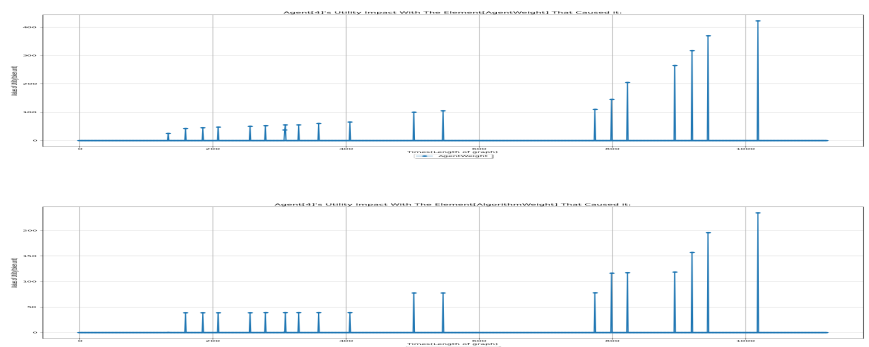 Agent[4]'s Utility Impact With The Element[AgentWeight] That Caused it:
400
300
200
100
0
0 200 400 600 800 1000
Times(Length of graph)
AgentWeight
Agent[4]'s Utility Impact With The Element[AlgorithmWeight] That Caused it:
200
150
100
50
0
0 200 400 600 800 1000
Times(Length of graph)